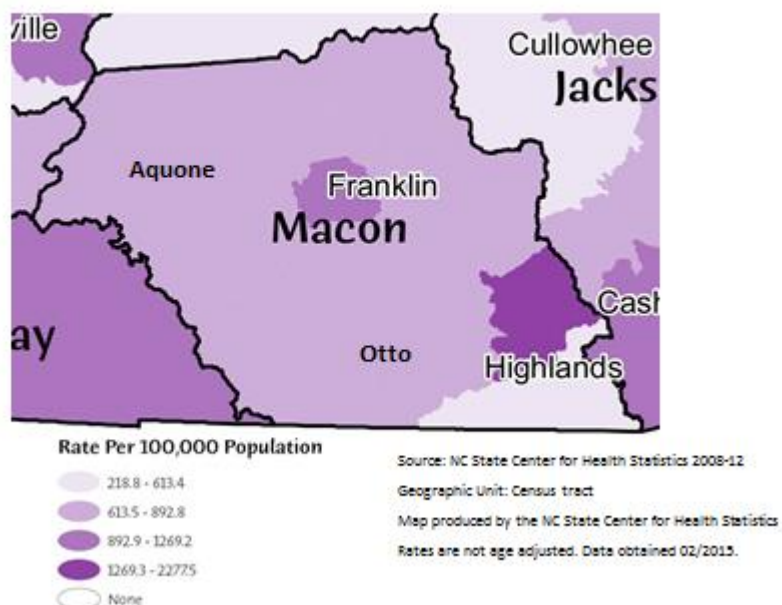 ville
Cullowhee
Jacks
Aquone
Franklin
Macon
Cash
ay
Otto
Highlands
Rate Per 100,000 Population
218.8 - 613.4
613.5 - 892.8
892.9 - 1269.2
1269.3 - 2277.5
None
Source: NC State Center for Health Statistics 2008-12
Geographic Unit: Census tract
Map produced by the NC State Center for Health Statistics
Rates are not age adjusted. Data obtained 02/2015.